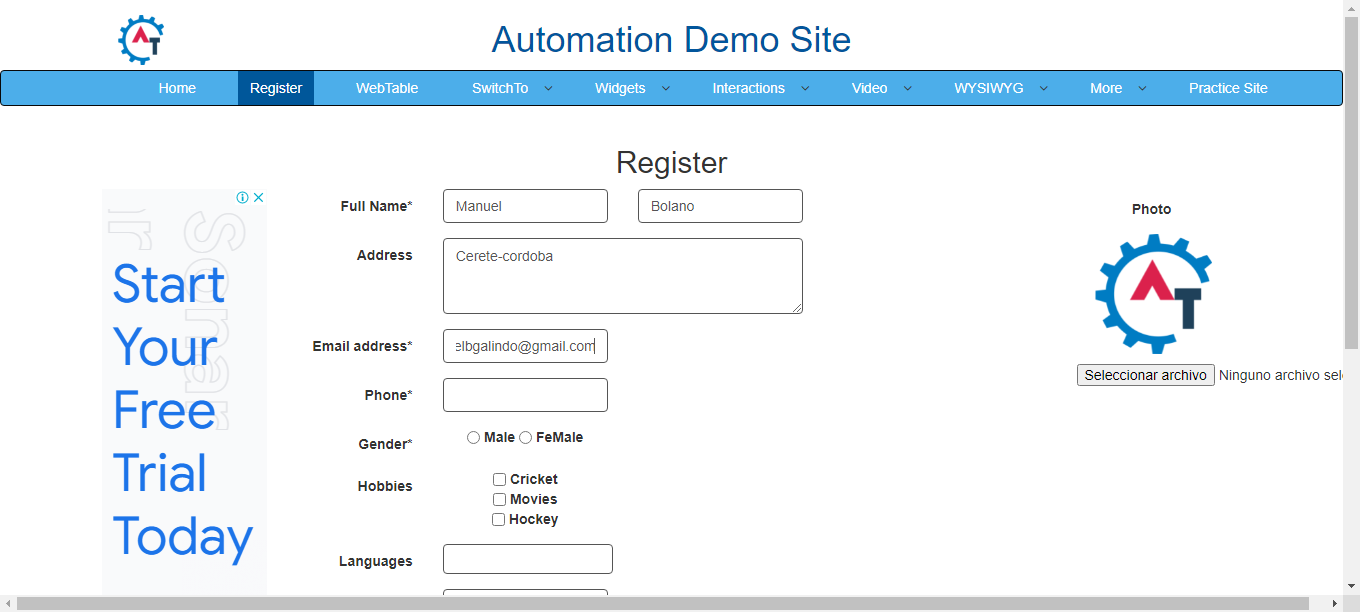 Automation Demo Site
Home Register WebTable SwitchTo Widgets Interactions Video WYSIWYG More Practice Site
Register
Full Name* Manuel Bolano
Photo
Address Cerete-cordoba
Start
Your
Free
Trial
Today
Email address* elbgalindo@gmail.com
Seleccionar archivo Ninguno archivo sel
Phone*
Gender* Male FeMale
Hobbies
Cricket
Movies
Hockey
Languages